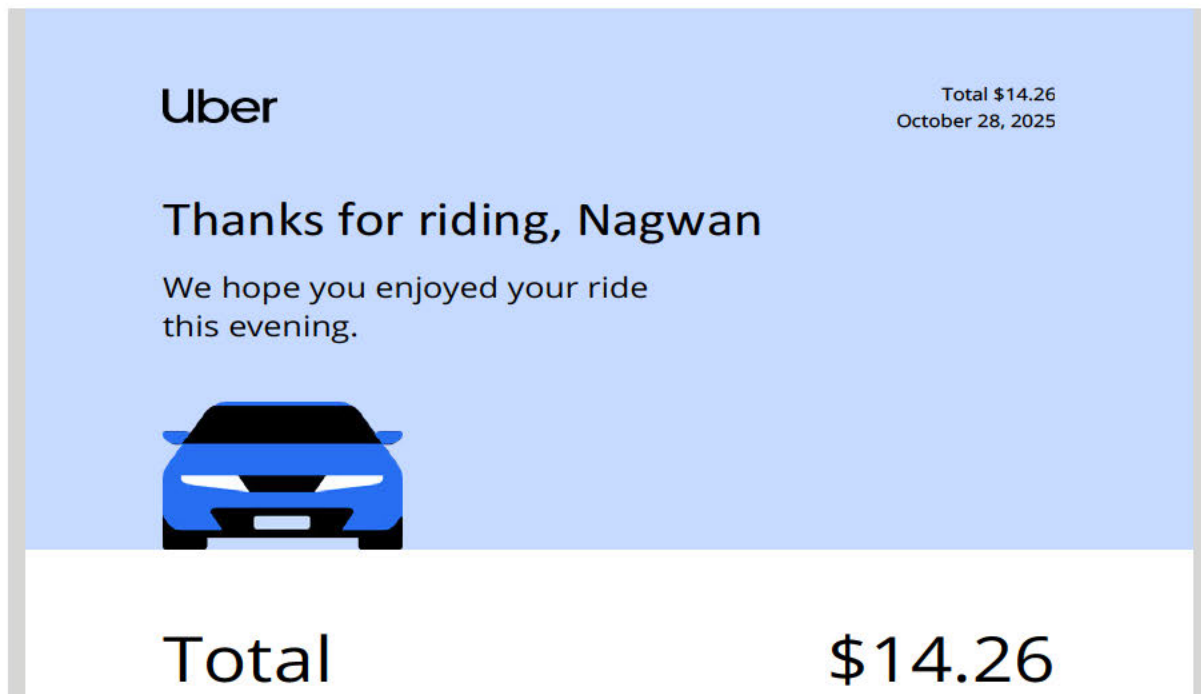 Uber
Total $14.26
October 28, 2025
Thanks for riding, Nagwan
We hope you enjoyed your ride
this evening.
Total $14.26